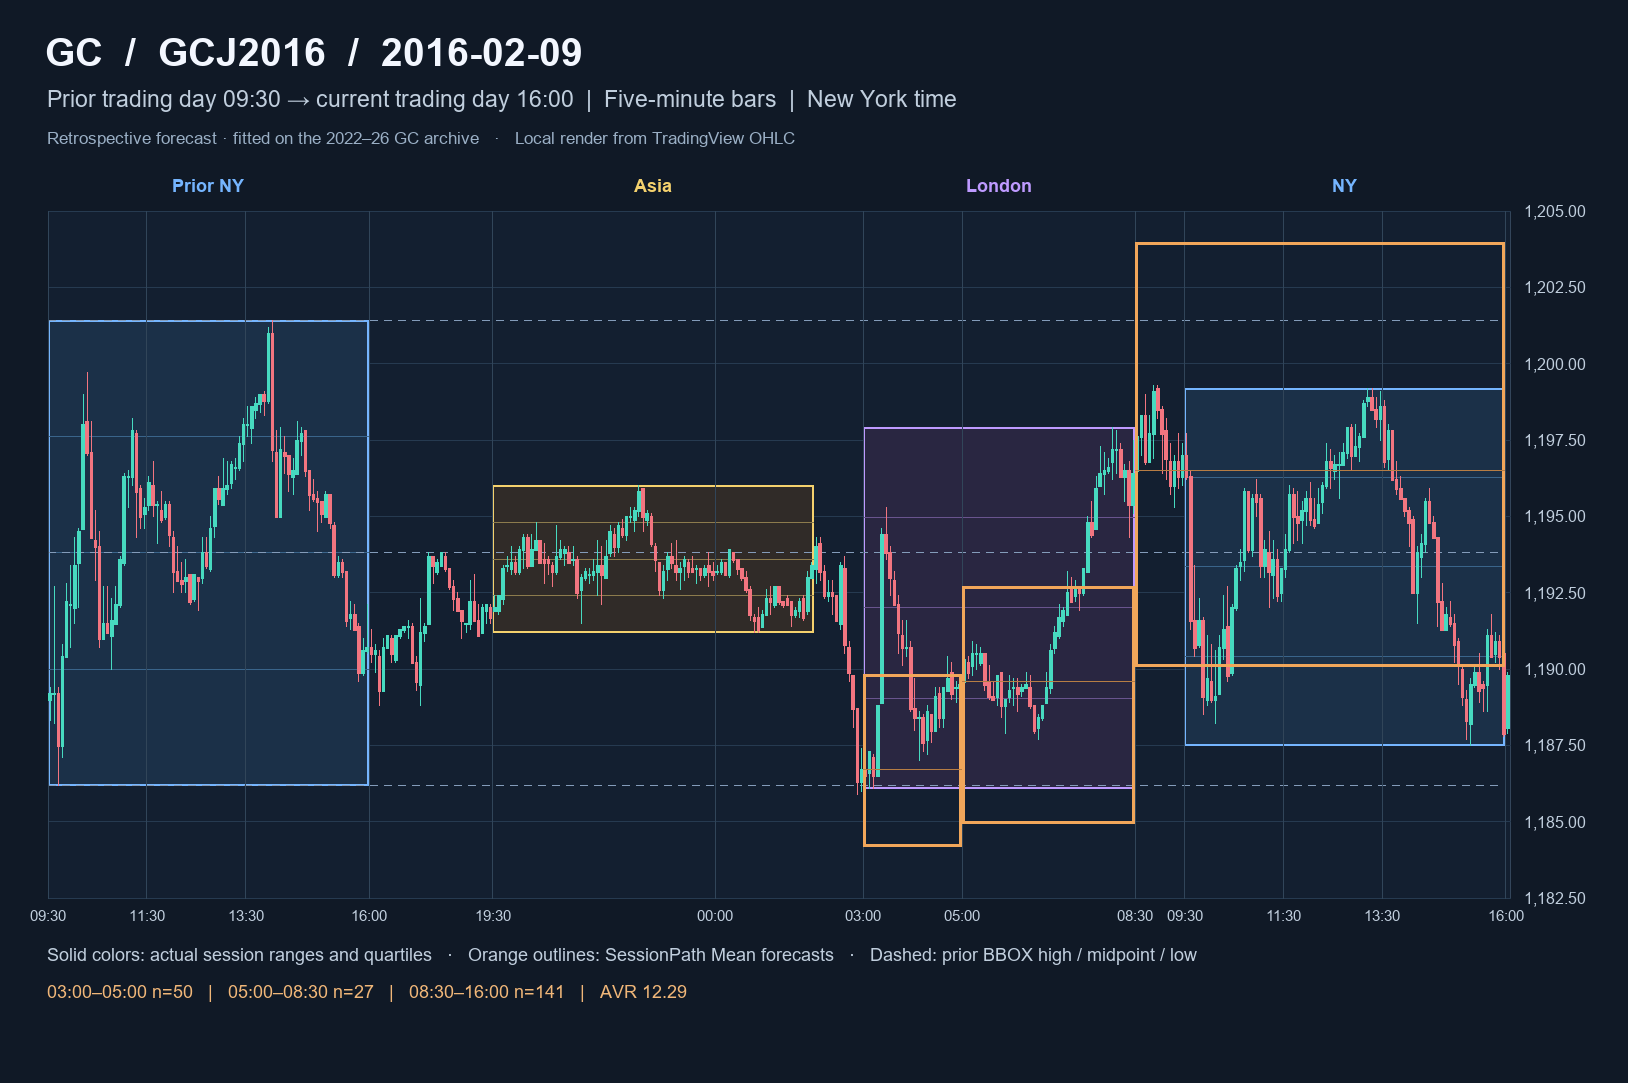 GC / GCJ2016 / 2016-02-09
Prior trading day 09:30 → current trading day 16:00 | Five-minute bars | New York time
Retrospective forecast · fitted on the 2022–26 GC archive · Local render from TradingView OHLC
Prior NY Asia London NY
1,205.00
1,202.50
1,200.00
1,197.50
1,195.00
1,192.50
1,190.00
1,187.50
1,185.00
1,182.50
09:30 11:30 13:30 16:00 19:30 00:00 03:00 05:00 08:30 09:30 11:30 13:30 16:00
Solid colors: actual session ranges and quartiles · Orange outlines: SessionPath Mean forecasts · Dashed: prior BBOX high / midpoint / low
03:00–05:00 n=50 | 05:00–08:30 n=27 | 08:30–16:00 n=141 | AVR 12.29